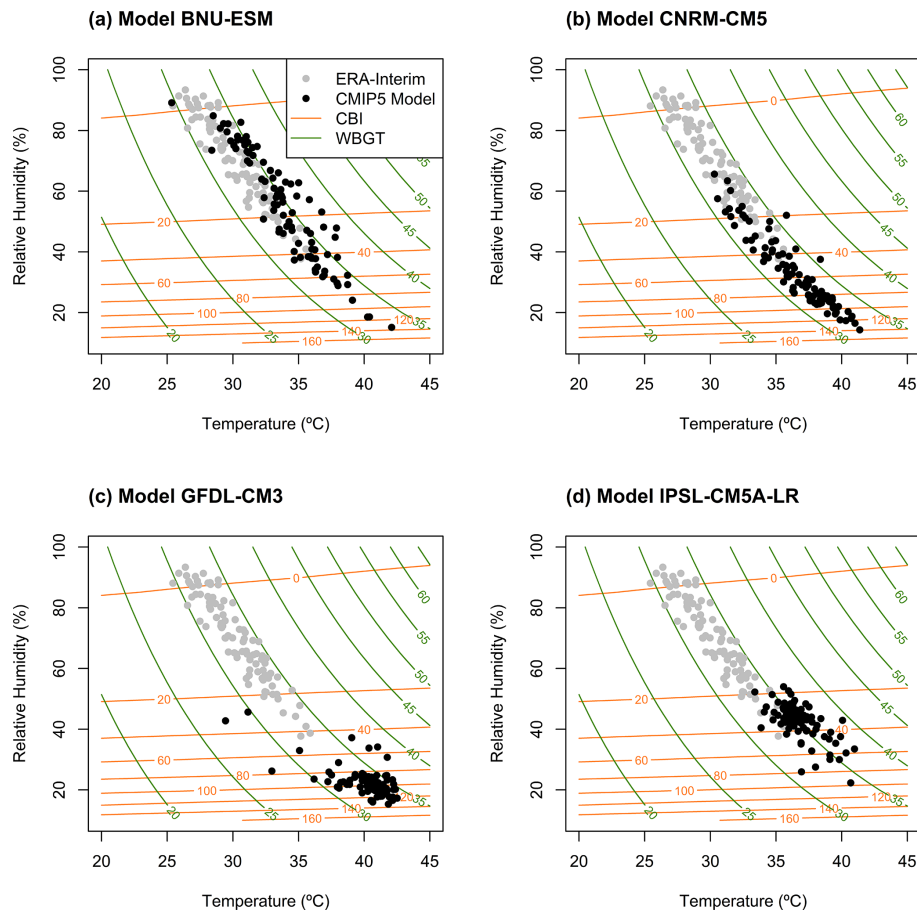 (a) Model BNU-ESM
ERA-Interim
CMIP5 Model
CBI
WBGT
Relative Humidity (%)
100
80
60
40
20
20 40 60 80 100 120 140 160
20 25 30 35 40 45 50 55
20 25 30 35 40 45
Temperature (ºC)
(b) Model CNRM-CM5
Relative Humidity (%)
100
80
60
40
20
0 20 40 60 80 100 120 140 160
20 25 30 35 40 45 50 55 60
20 25 30 35 40 45
Temperature (ºC)
(c) Model GFDL-CM3
Relative Humidity (%)
100
80
60
40
20
0 20 40 60 80 100 120 140 160
20 25 30 35 40 45 50 55 60
20 25 30 35 40 45
Temperature (ºC)
(d) Model IPSL-CM5A-LR
Relative Humidity (%)
100
80
60
40
20
0 20 40 60 80 100 120 140 160
20 25 30 35 40 45 50 55 60
20 25 30 35 40 45
Temperature (ºC)